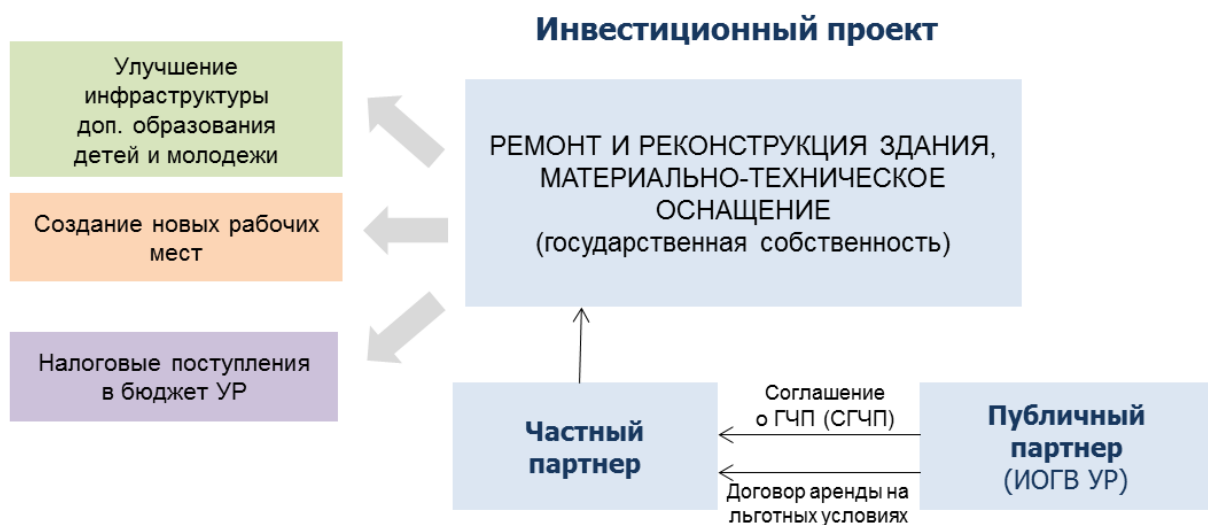 Инвестиционный проект
Улучшение
инфраструктуры
доп. образования
детей и молодежи
Создание новых рабочих
мест
Налоговые поступления
в бюджет УР
РЕМОНТ И РЕКОНСТРУКЦИЯ ЗДАНИЯ,
МАТЕРИАЛЬНО-ТЕХНИЧЕСКОЕ
ОСНАЩЕНИЕ
(государственная собственность)
Частный
партнер
Соглашение
о ГЧП (СГЧП)
Договор аренды на
льготных условиях
Публичный
партнер
(ИОГВ УР)